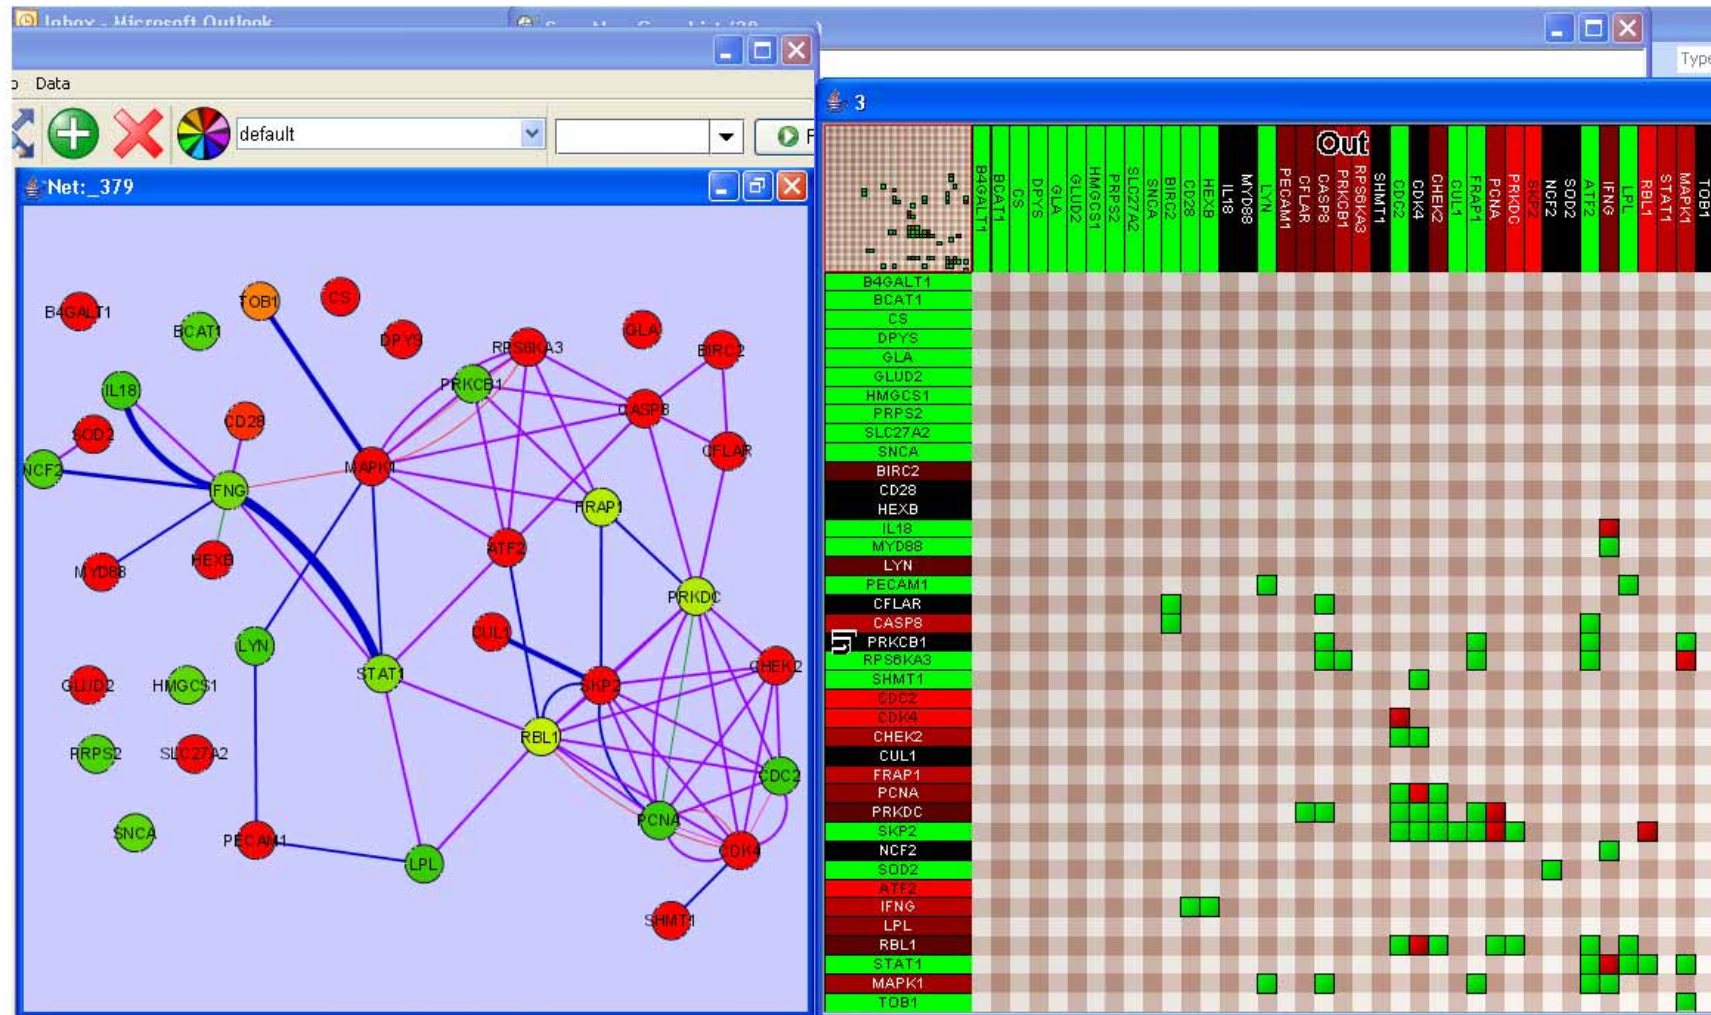 Inbox - Microsoft Outlook
Data
Type
default
3
Net:_379
Out
B4GALT1
BCAT1
CS
DPYS
GLA
GLUD2
HMGCS1
PRPS2
SLC27A2
SNCA
BIRC2
CD28
HEXB
IL18
MYD88
LYN
PECAM1
CFLAR
CASP8
PRKCB1
RPS6KA3
SHMT1
CDC2
CDK4
CHEK2
CUL1
FRAP1
PCNA
PRKDC
SKP2
NCF2
SOD2
ATF2
IFNG
LPL
RBL1
STAT1
MAPK1
TOB1
In
B4GALT1
BCAT1
CS
DPYS
GLA
GLUD2
HMGCS1
PRPS2
SLC27A2
SNCA
BIRC2
CD28
HEXB
IL18
MYD88
LYN
PECAM1
CFLAR
CASP8
PRKCB1
RPS6KA3
SHMT1
CDC2
CDK4
CHEK2
CUL1
FRAP1
PCNA
PRKDC
SKP2
NCF2
SOD2
ATF2
IFNG
LPL
RBL1
STAT1
MAPK1
TOB1
TOB1
CS
B4GALT1
BCAT1
DPYS
GLA
RPS6KA3
BIRC2
PRKCB1
IL18
CASP8
CD28
SOD2
CFLAR
NCF2
MAPK1
IFNG
FRAP1
ATF2
HEXB
MYD88
PRKDC
CUL1
LYN
CHEK2
STAT1
GLUD2
HMGCS1
SKP2
RBL1
PRPS2
SLC27A2
CDC2
PCNA
SNCA
PECAM1
CDK4
LPL
SHMT1